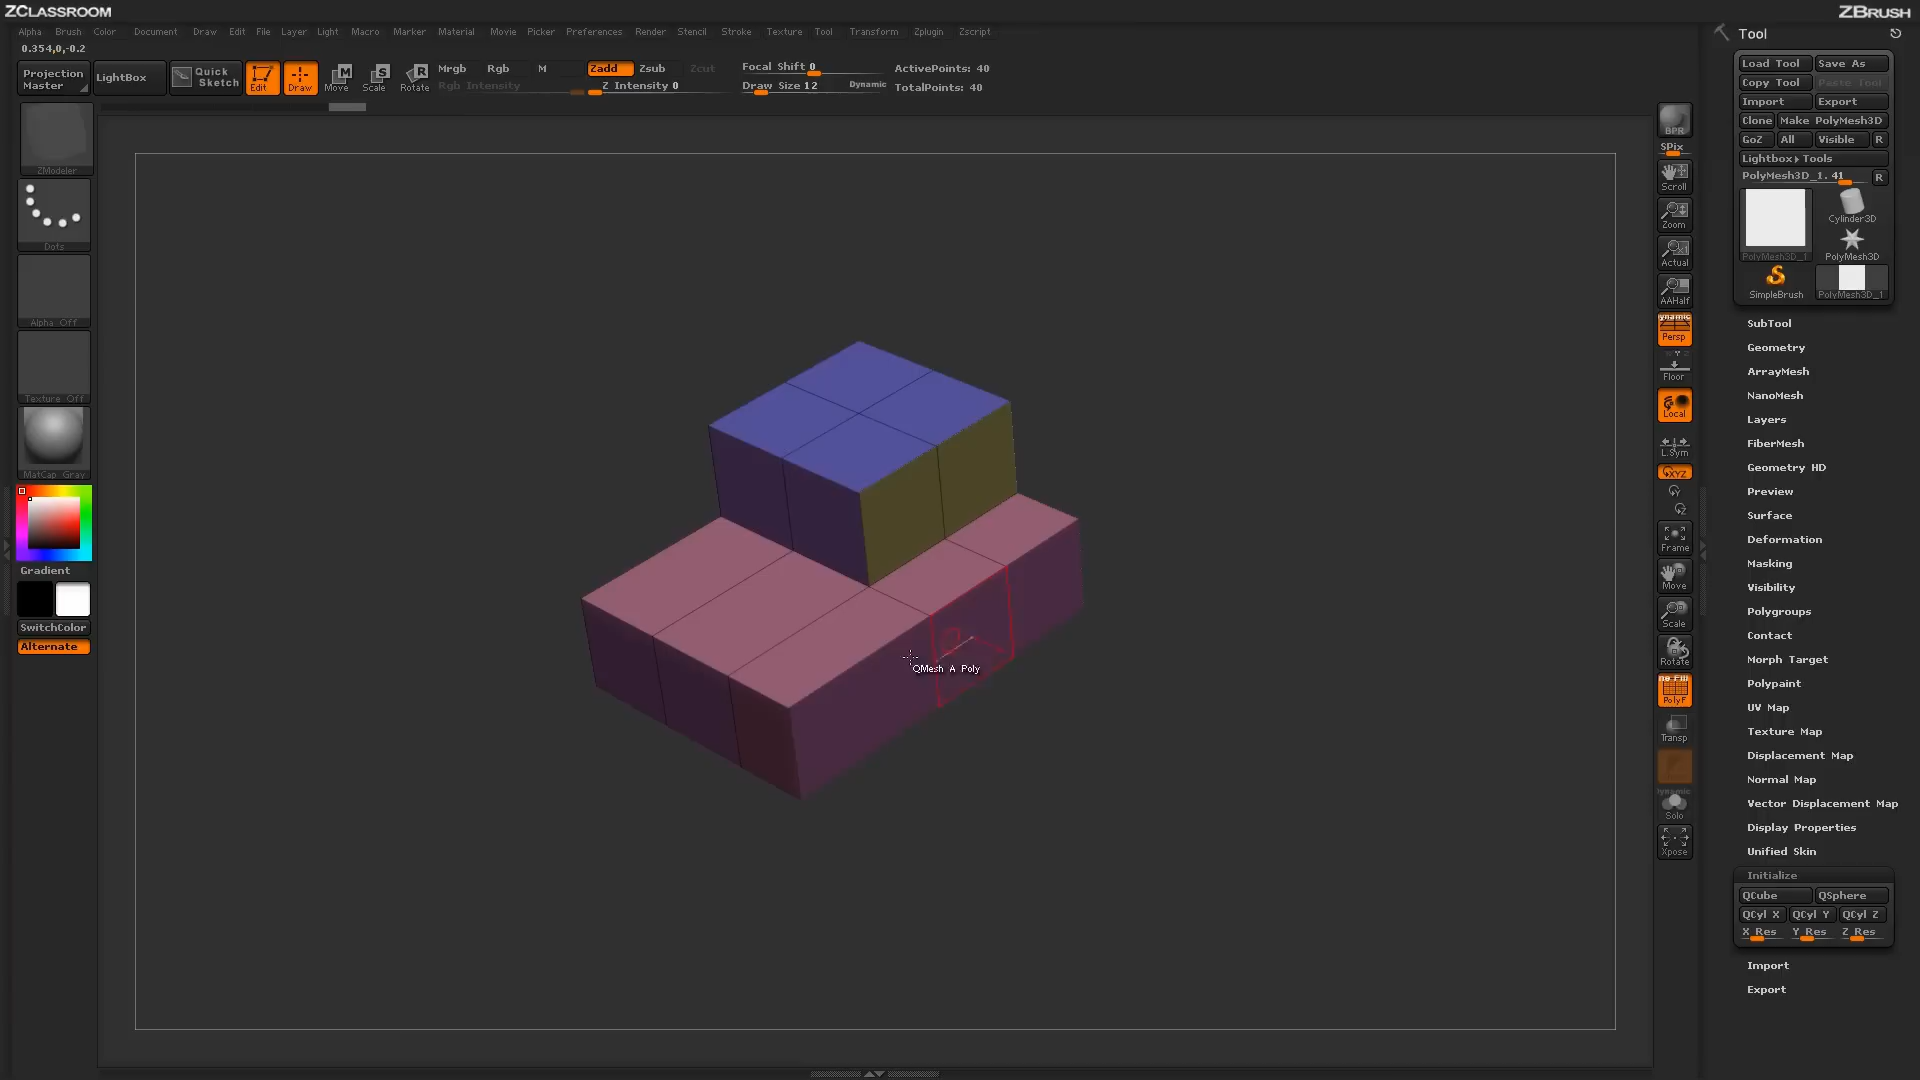 ZCLASSROOM
ZBRUSH
Alpha Brush Color Document Draw Edit File Layer Light Macro Marker Material Movie Picker Preferences Render Stencil Stroke Texture Tool Transform Zplugin Zscript
0.354,0,-0.2
Projection Master
LightBox
Quick Sketch
Edit
Draw
Move
Scale
Rotate
Mrgb Rgb M
Rgb Intensity
Zadd Zsub Zcut
Z Intensity 0
Focal Shift 0
Draw Size 12
Dynamic
ActivePoints: 40
TotalPoints: 40
ZModeler
Dots
Alpha Off
Texture Off
MatCap Gray
Gradient
SwitchColor
Alternate
QMesh A Poly
BPR
SPix
Scroll
Zoom
Actual
AAHalf
Persp
Floor
Local
L.Sym
XYZ
Frame
Move
Scale
Rotate
PolyF
Transp
Dynamic
Solo
Xpose
Tool
Load Tool Save As
Copy Tool Paste Tool
Import Export
Clone Make PolyMesh3D
GoZ All Visible R
Lightbox▸Tools
PolyMesh3D_1. 41 R
PolyMesh3D_1
Cylinder3D
PolyMesh3D
SimpleBrush
PolyMesh3D_1
SubTool
Geometry
ArrayMesh
NanoMesh
Layers
FiberMesh
Geometry HD
Preview
Surface
Deformation
Masking
Visibility
Polygroups
Contact
Morph Target
Polypaint
UV Map
Texture Map
Displacement Map
Normal Map
Vector Displacement Map
Display Properties
Unified Skin
Initialize
QCube QSphere
QCyl X QCyl Y QCyl Z
X Res Y Res Z Res
Import
Export